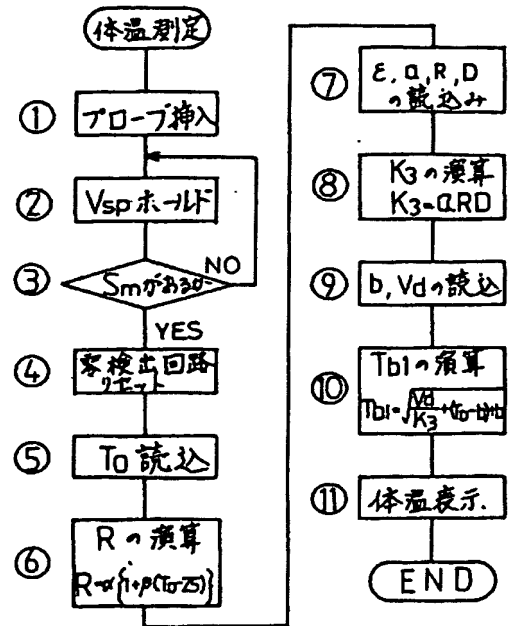 体温測定
①
プローブ挿入
②
Vspホールド
③
Smがあるか
NO
YES
④
零検出回路
リセット
⑤
To 読込
⑥
Rの演算
R=α{1+β(To-25)}
⑦
ε, a, R, D
の読込み
⑧
K3の演算
K3=aRD
⑨
b, Vdの読込
⑩
Tb1の演算
⑪
体温表示
END